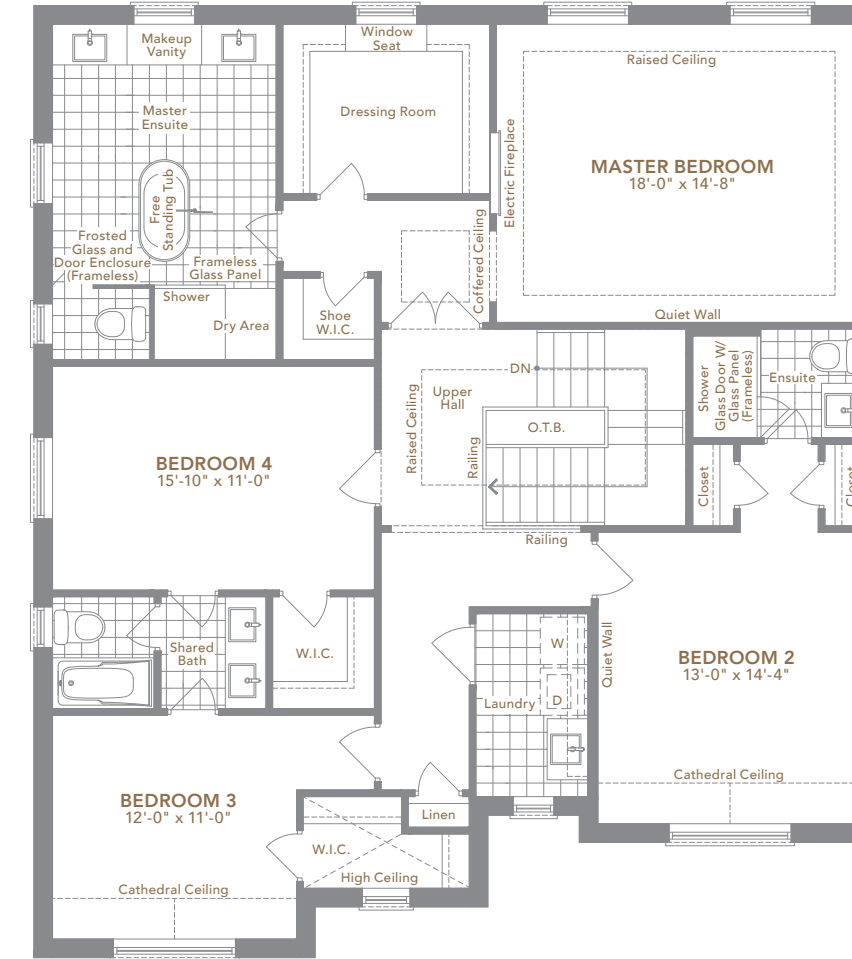 Makeup
Vanity
Window
Seat
Raised Ceiling
Master
Ensuite
Dressing Room
Electric Fireplace
MASTER BEDROOM
18'-0" x 14'-8"
Free
Standing Tub
Frosted
Glass and
Door Enclosure
(Frameless)
Frameless
Glass Panel
Coffered Ceiling
Shower
Dry Area
Shoe
W.I.C.
Quiet Wall
DN
Upper
Hall
Raised Ceiling
Railing
O.T.B.
Shower
Glass Door W/
Glass Panel
(Frameless)
Ensuite
BEDROOM 4
15'-10" x 11'-0"
Closet
Closet
Railing
Shared
Bath
W.I.C.
W
D
Laundry
Quiet Wall
BEDROOM 2
13'-0" x 14'-4"
Cathedral Ceiling
BEDROOM 3
12'-0" x 11'-0"
Linen
W.I.C.
High Ceiling
Cathedral Ceiling